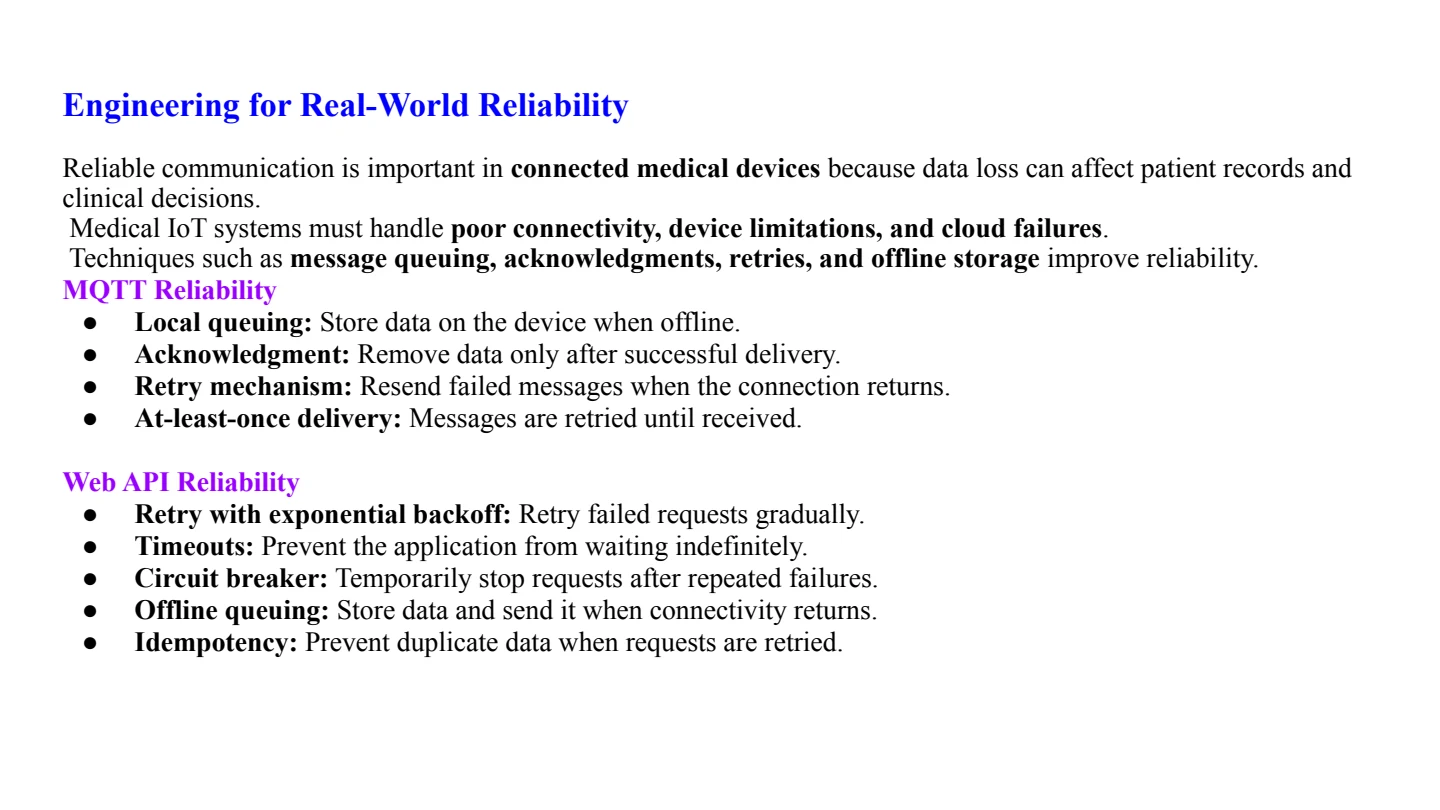 Engineering for Real-World Reliability
Reliable communication is important in connected medical devices because data loss can affect patient records and
clinical decisions.
Medical IoT systems must handle poor connectivity, device limitations, and cloud failures.
Techniques such as message queuing, acknowledgments, retries, and offline storage improve reliability.
MQTT Reliability
● Local queuing: Store data on the device when offline.
● Acknowledgment: Remove data only after successful delivery.
● Retry mechanism: Resend failed messages when the connection returns.
● At-least-once delivery: Messages are retried until received.
Web API Reliability
● Retry with exponential backoff: Retry failed requests gradually.
● Timeouts: Prevent the application from waiting indefinitely.
● Circuit breaker: Temporarily stop requests after repeated failures.
● Offline queuing: Store data and send it when connectivity returns.
● Idempotency: Prevent duplicate data when requests are retried.